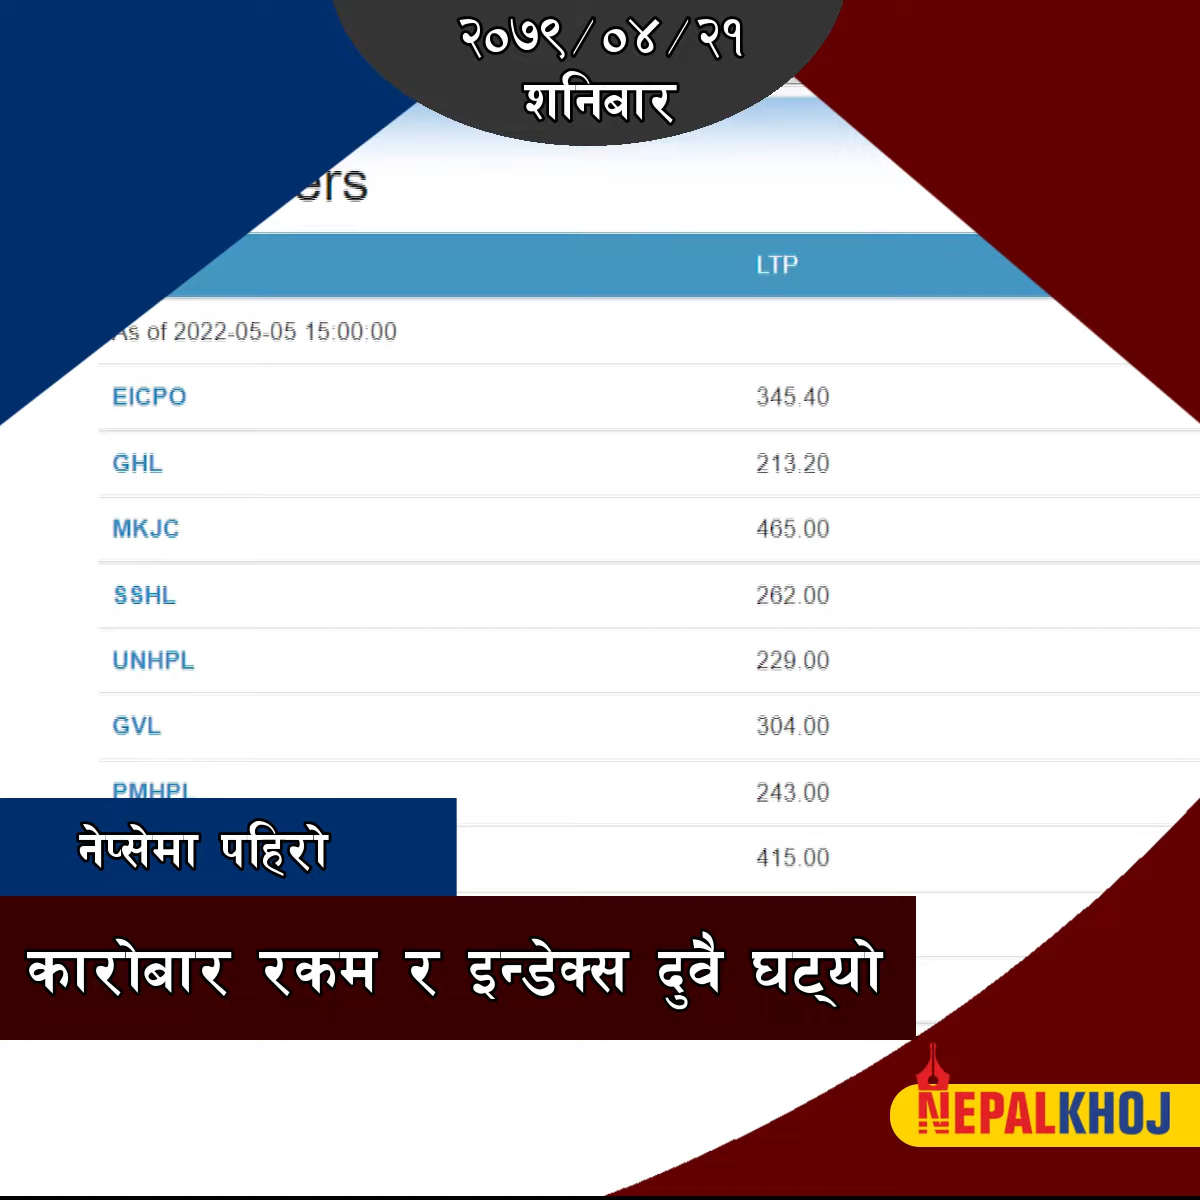 २०७९/०४/२१
शनिबार
ers
LTP
As of 2022-05-05 15:00:00
EICPO 345.40
GHL 213.20
MKJC 465.00
SSHL 262.00
UNHPL 229.00
GVL 304.00
PMHPL 243.00
415.00
नेप्सेमा पहिरो
कारोबार रकम र इन्डेक्स दुवै घट्यो
NEPALKHOJ